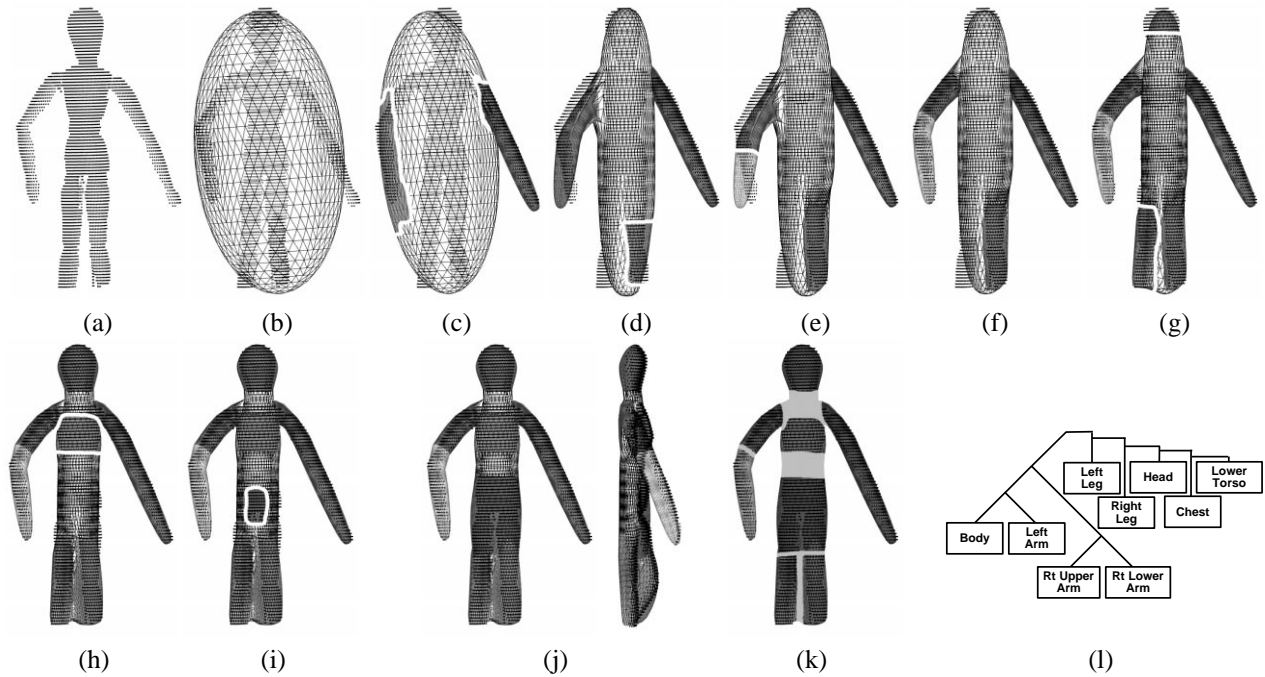 (a)
(b)
(c)
(d)
(e)
(f)
(g)
Left
Leg
Head
Lower
Torso
Right
Leg
Chest
Body
Left
Arm
Rt Upper
Arm
Rt Lower
Arm
(h)
(i)
(j)
(k)
(l)